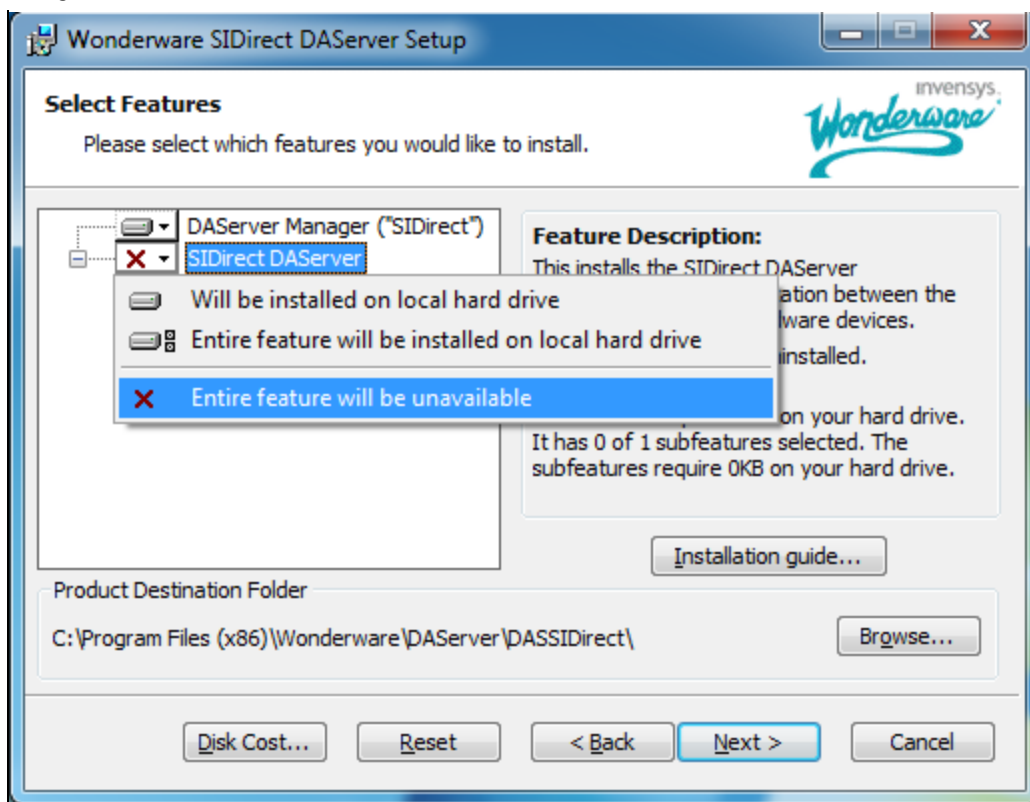 Wonderware SIDirect DAServer Setup
invensys.
Wonderware
Select Features
Please select which features you would like to install.
DAServer Manager ("SIDirect")
SIDirect DAServer
Will be installed on local hard drive
Entire feature will be installed on local hard drive
Entire feature will be unavailable
Feature Description:
This installs the SIDirect DAServer
ation between the
ware devices.
installed.
on your hard drive.
It has 0 of 1 subfeatures selected. The
subfeatures require 0KB on your hard drive.
Installation guide...
Product Destination Folder
C:\Program Files (x86)\Wonderware\DAServer\DASSIDirect\
Browse...
Disk Cost...
Reset
< Back
Next >
Cancel